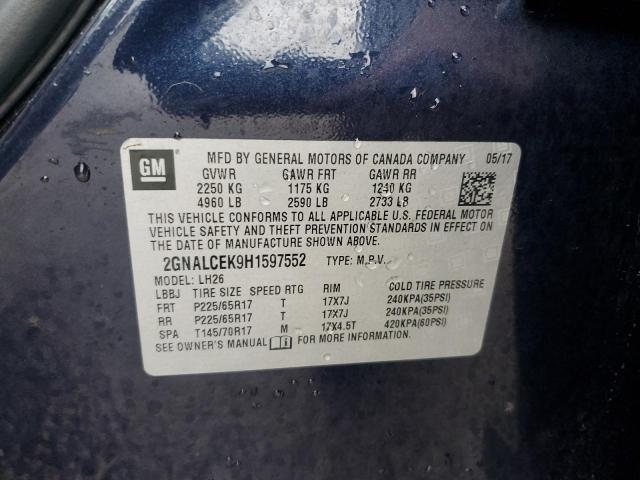 GM
MFD BY GENERAL MOTORS OF CANADA COMPANY 05/17
GVWR GAWR FRT GAWR RR
2250 KG 1175 KG 1240 KG
4960 LB 2590 LB 2733 LB
THIS VEHICLE CONFORMS TO ALL APPLICABLE U.S. FEDERAL MOTOR
VEHICLE SAFETY AND THEFT PREVENTION STANDARDS IN EFFECT ON
THE DATE OF MANUFACTURE SHOWN ABOVE.
2GNALCEK9H1597552 TYPE: M.P.V.
MODEL: LH26
LBBJ TIRE SIZE SPEED RTG RIM COLD TIRE PRESSURE
FRT P225/65R17 T 17X7J 240KPA(35PSI)
RR P225/65R17 T 17X7J 240KPA(35PSI)
SPA T145/70R17 M 17X4.5T 420KPA(60PSI)
SEE OWNER'S MANUAL FOR MORE INFORMATION.